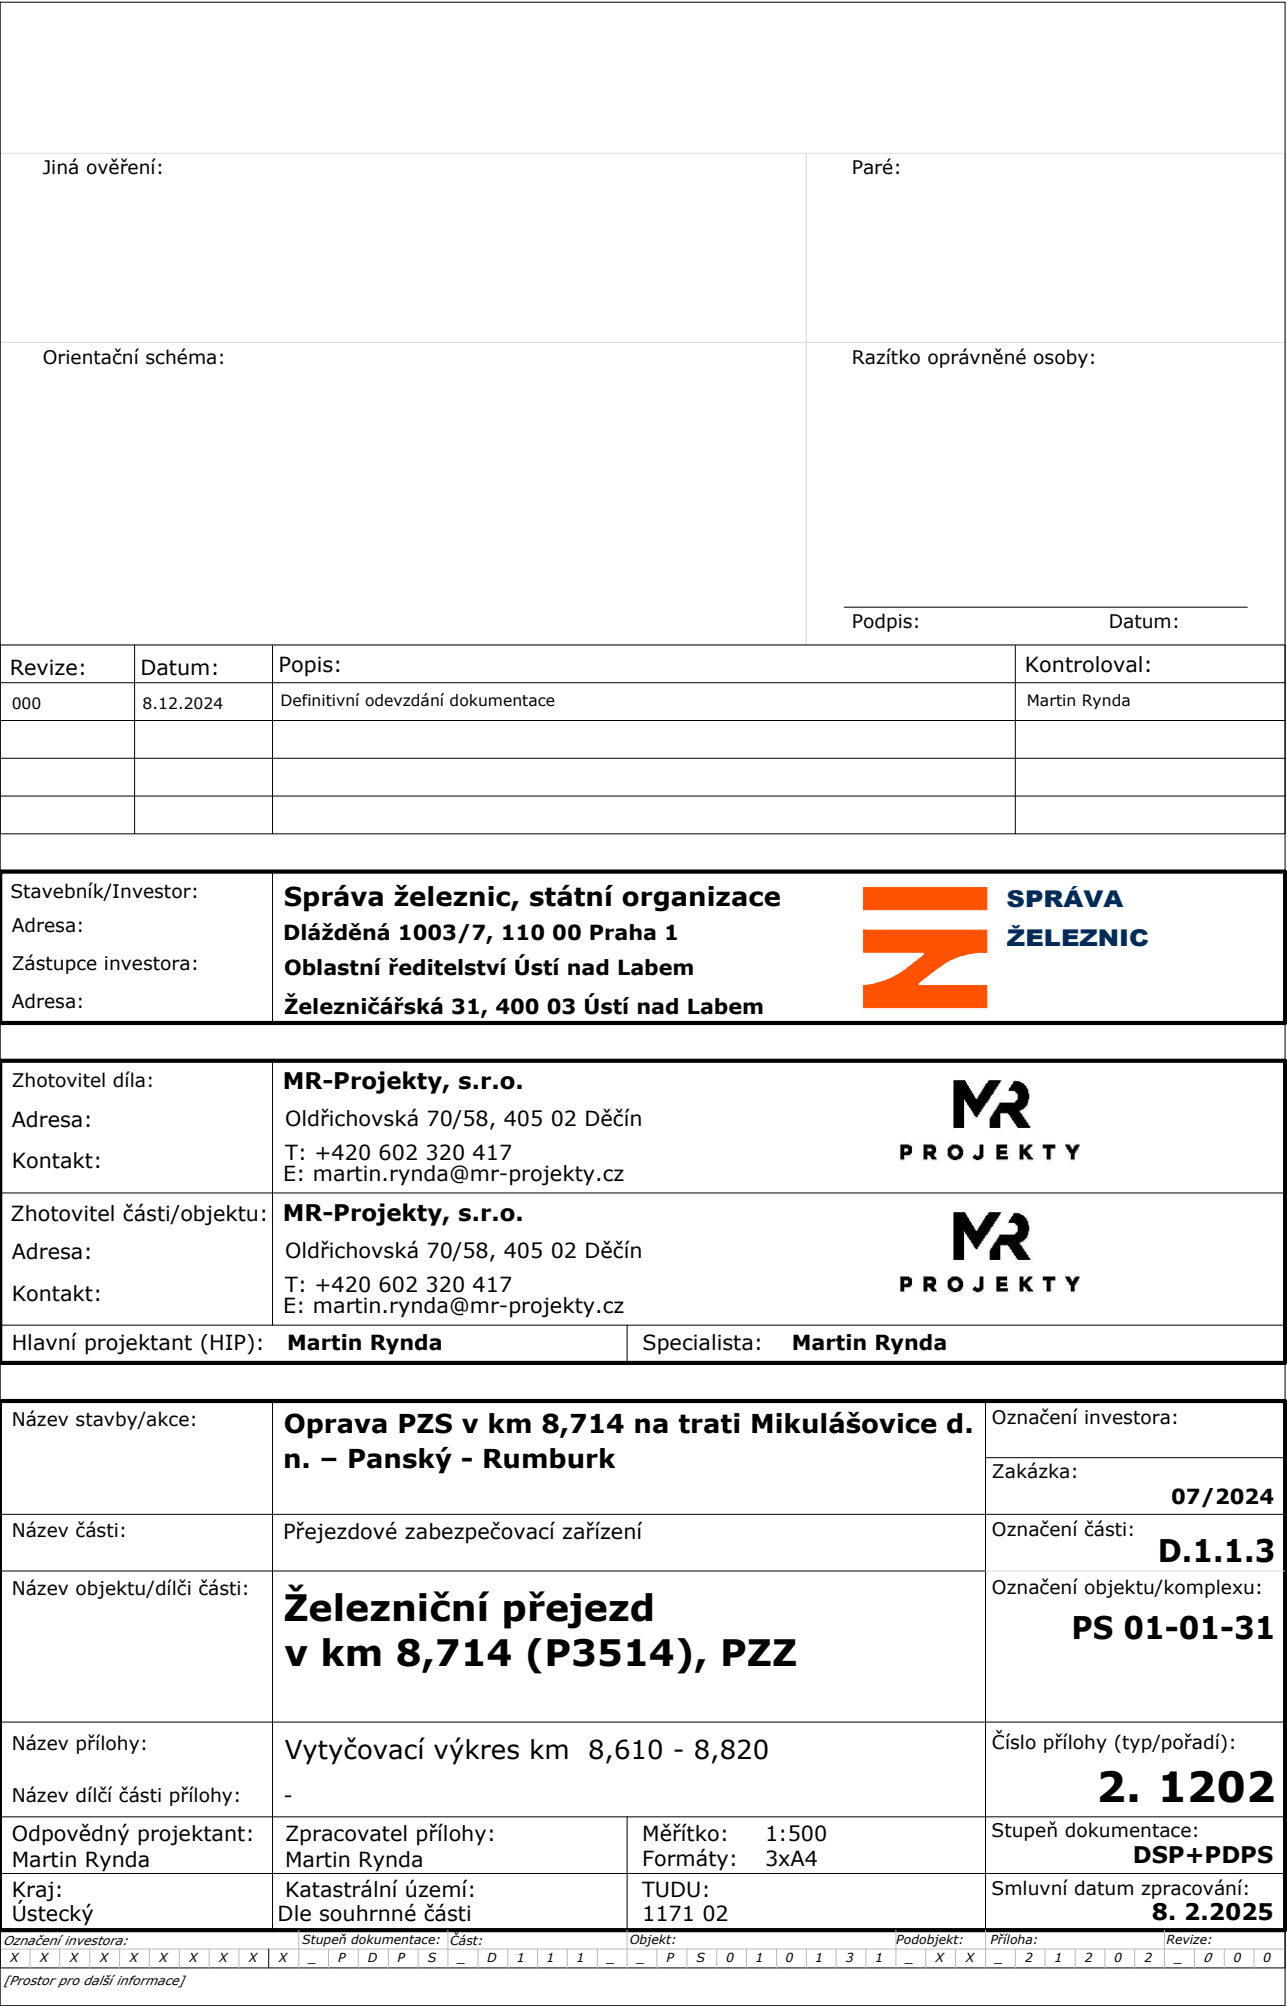 Jiná ověření:
Paré:
Orientační schéma:
Razítko oprávněné osoby:
Podpis: Datum:
Revize: Datum: Popis: Kontroloval:
000 8.12.2024 Definitivní odevzdání dokumentace Martin Rynda
Stavebník/Investor: Správa železnic, státní organizace
Adresa: Dlážděná 1003/7, 110 00 Praha 1
Zástupce investora: Oblastní ředitelství Ústí nad Labem
Adresa: Železničářská 31, 400 03 Ústí nad Labem
SPRÁVA
ŽELEZNIC
Zhotovitel díla: MR-Projekty, s.r.o.
Adresa: Oldřichovská 70/58, 405 02 Děčín
Kontakt: T: +420 602 320 417
E: martin.rynda@mr-projekty.cz
MR
PROJEKTY
Zhotovitel části/objektu: MR-Projekty, s.r.o.
Adresa: Oldřichovská 70/58, 405 02 Děčín
Kontakt: T: +420 602 320 417
E: martin.rynda@mr-projekty.cz
MR
PROJEKTY
Hlavní projektant (HIP): Martin Rynda Specialista: Martin Rynda
Název stavby/akce: Oprava PZS v km 8,714 na trati Mikulášovice d.
n. – Panský - Rumburk
Označení investora:
Zakázka:
07/2024
Název části: Přejezdové zabezpečovací zařízení
Označení části:
D.1.1.3
Název objektu/dílči části: Železniční přejezd
v km 8,714 (P3514), PZZ
Označení objektu/komplexu:
PS 01-01-31
Název přílohy: Vytyčovací výkres km 8,610 - 8,820
Název dílčí části přílohy: -
Číslo přílohy (typ/pořadí):
2. 1202
Odpovědný projektant: Zpracovatel přílohy: Měřítko: 1:500
Martin Rynda Martin Rynda Formáty: 3xA4
Stupeň dokumentace:
DSP+PDPS
Kraj: Katastrální území: TUDU:
Ústecký Dle souhrnné části 1171 02
Smluvní datum zpracování:
8. 2.2025
Označení investora: Stupeň dokumentace: Část: Objekt: Podobjekt: Příloha: Revize:
X X X X X X X X X X _ P D P S _ D 1 1 1 _ _ P S 0 1 0 1 3 1 _ X X _ 2 1 2 0 2 _ 0 0 0
[Prostor pro další informace]